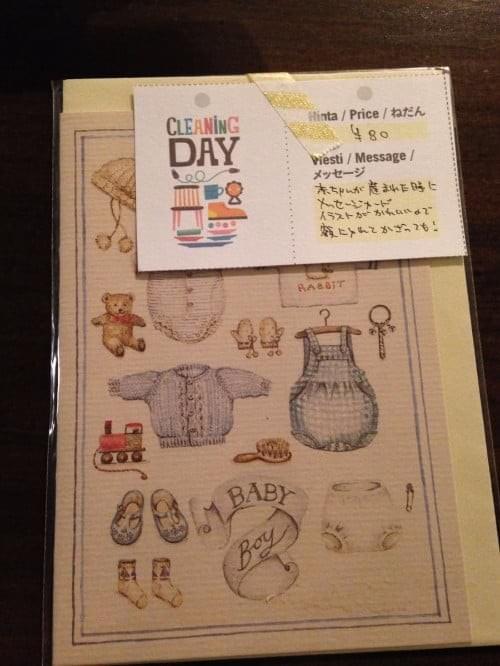 CLEANING
DAY
Hinta / Price / ねだん
¥80
Viesti / Message /
メッセージ
赤ちゃんが産まれた時に
メッセージカード
イラストがかわいいので
額に入れてかざっても!
RABBIT
BABY
Boy